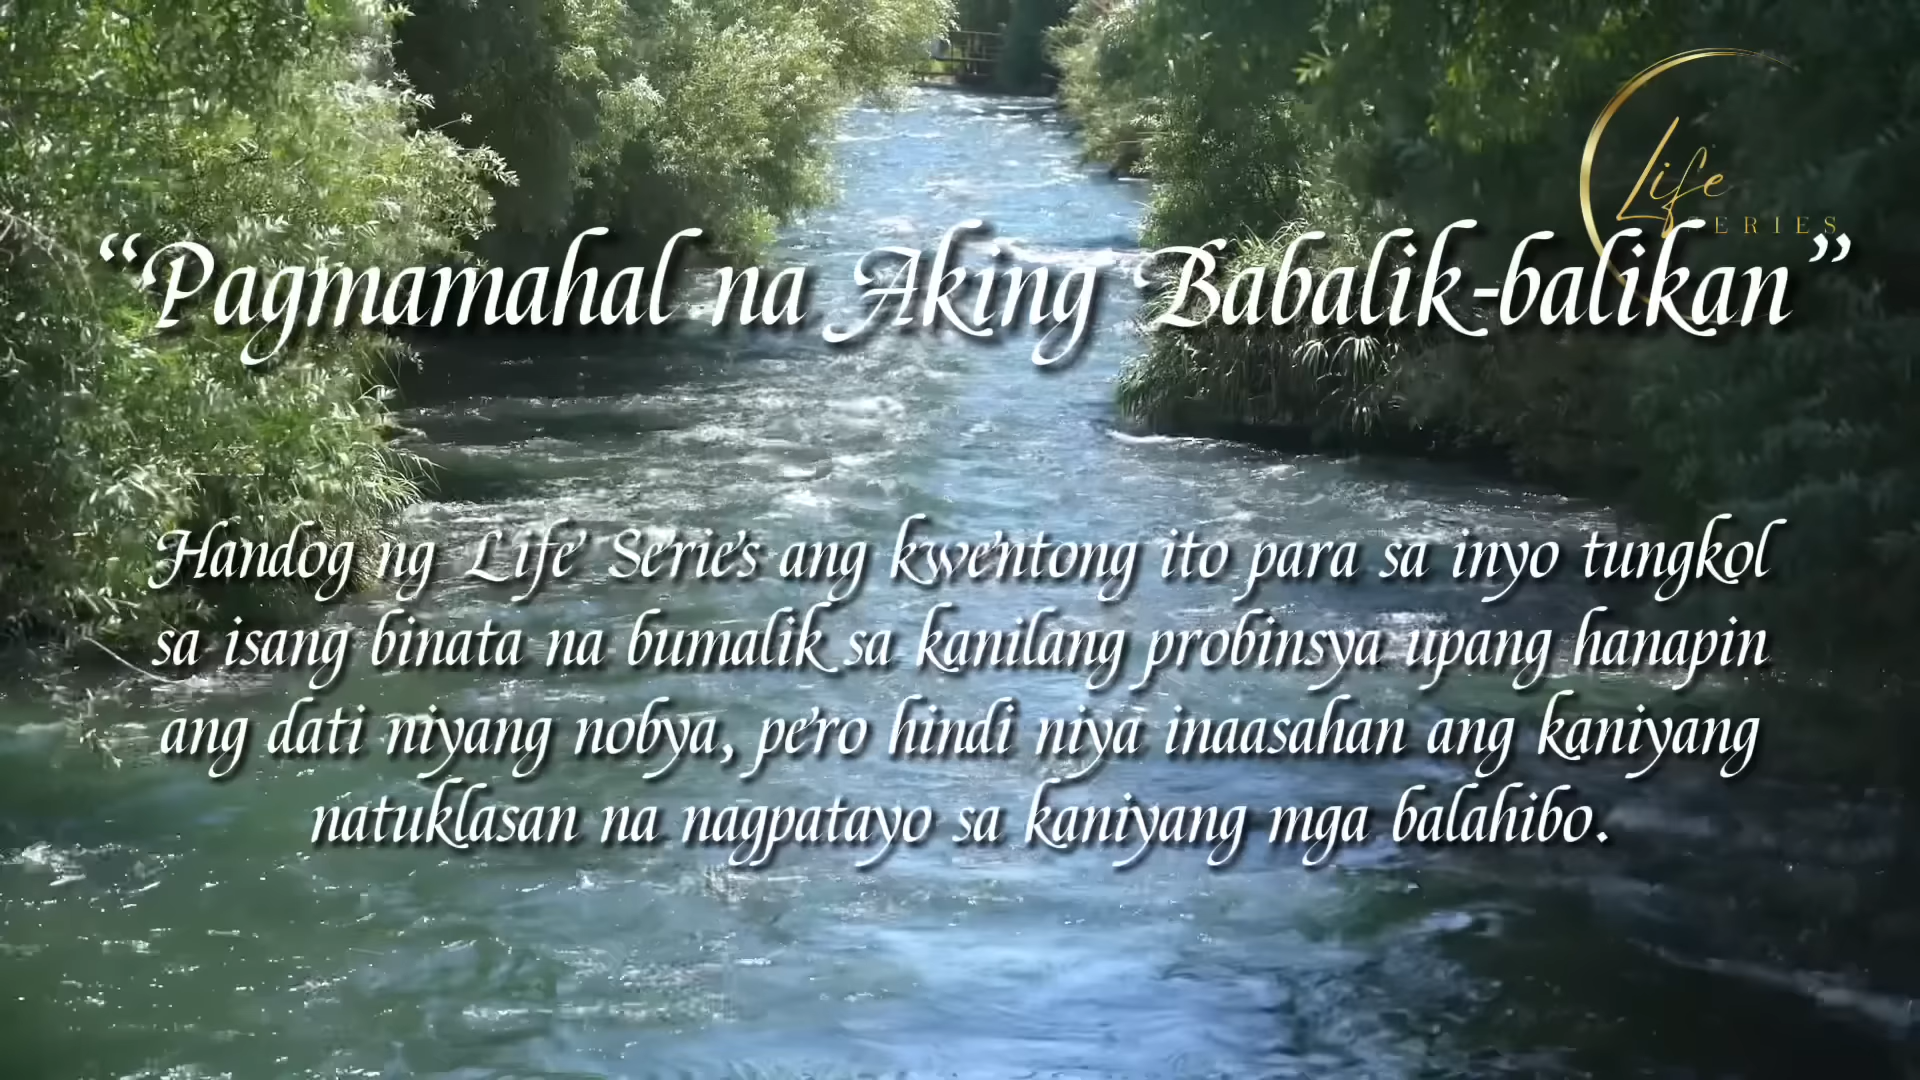 Life
SERIES
“Pagmamahal na Aking Babalik-balikan”
Handog ng Life Series ang kwentong ito para sa inyo tungkol
sa isang binata na bumalik sa kanilang probinsya upang hanapin
ang dati niyang nobya, pero hindi niya inaasahan ang kaniyang
natuklasan na nagpatayo sa kaniyang mga balahibo.